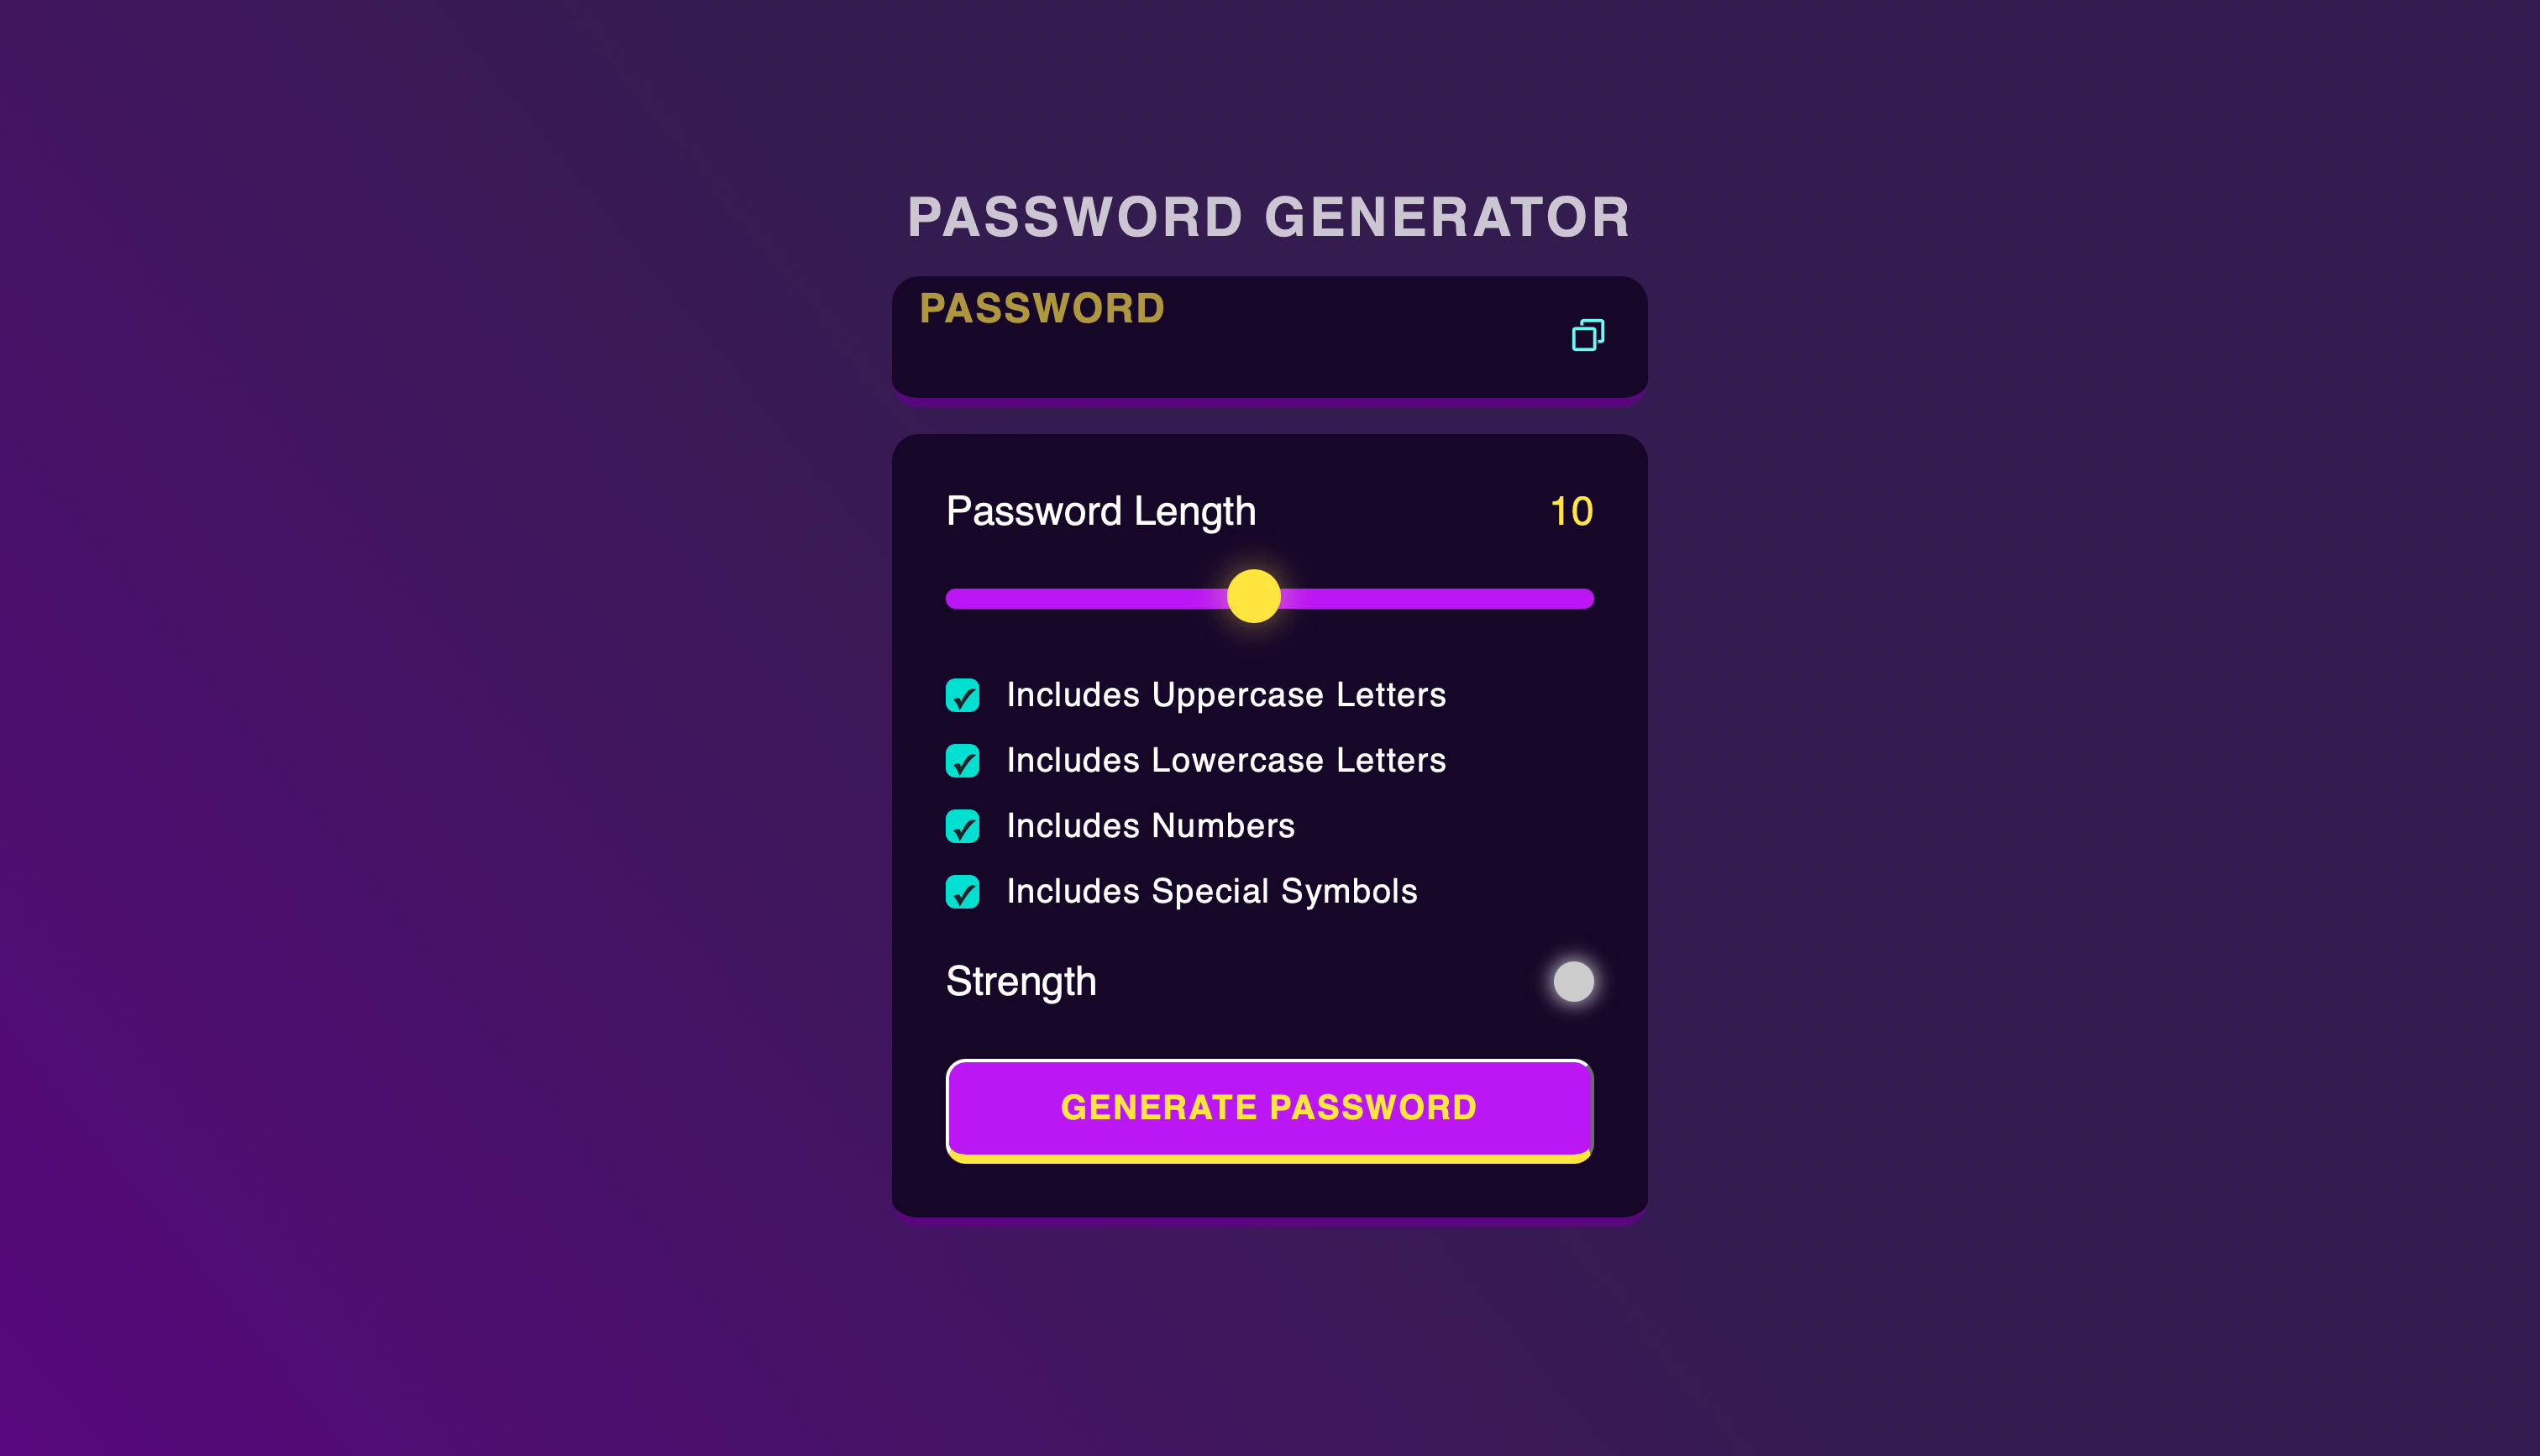 PASSWORD GENERATOR
PASSWORD
Password Length 10
Includes Uppercase Letters
Includes Lowercase Letters
Includes Numbers
Includes Special Symbols
Strength
GENERATE PASSWORD